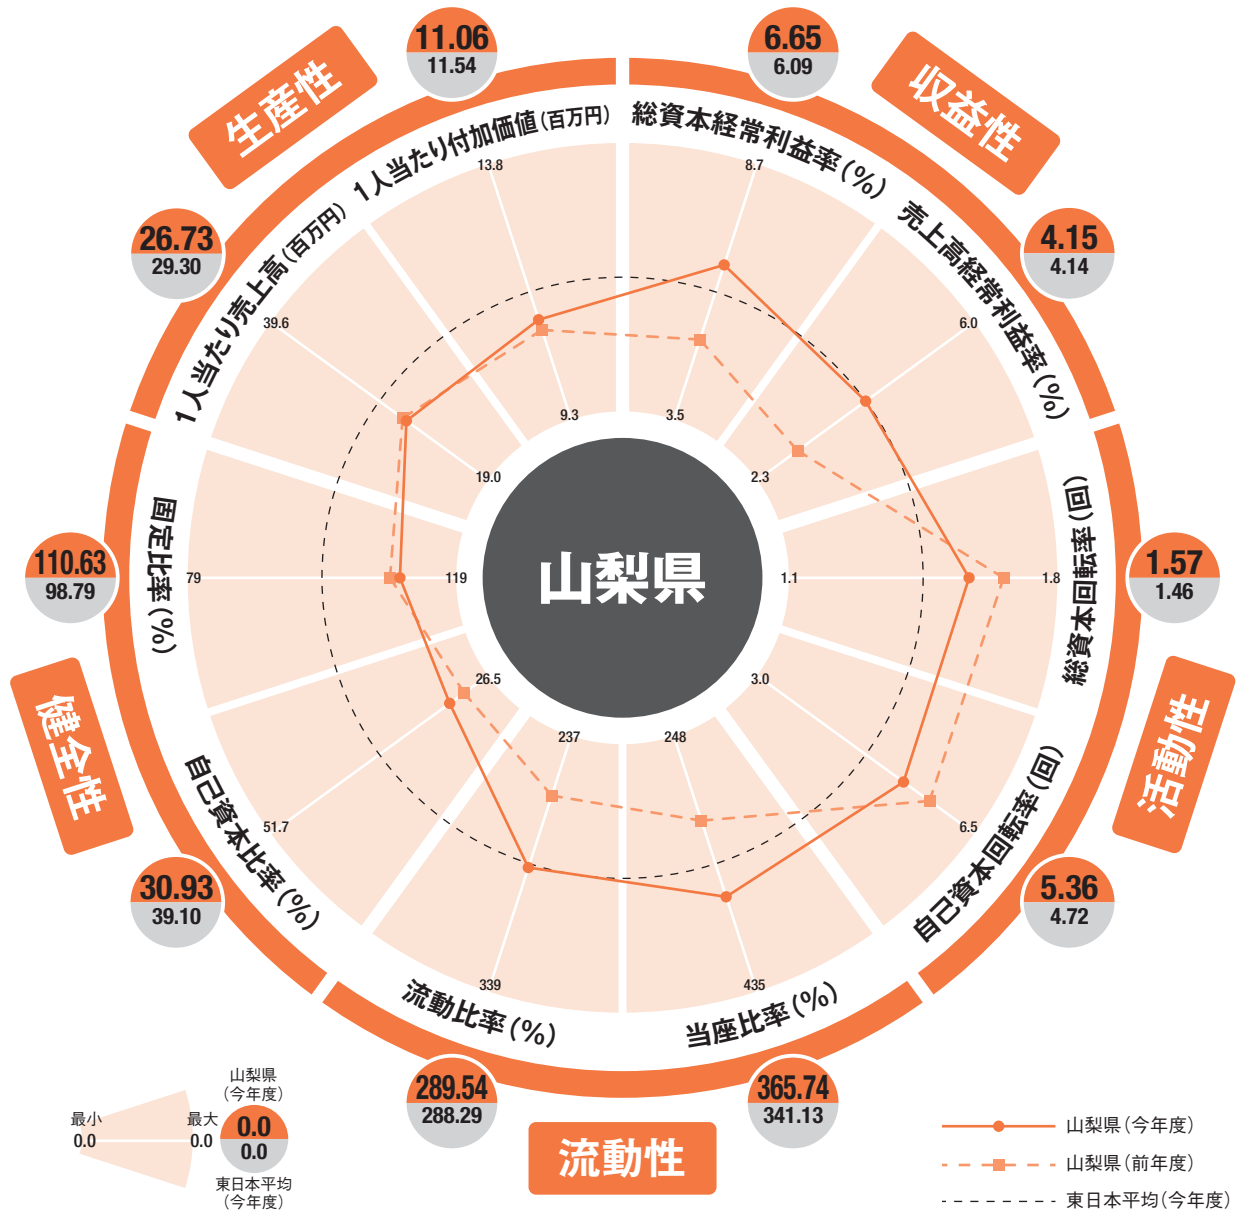 山梨県
収益性
総資本経常利益率(%)
6.65
6.09
8.7
3.5
売上高経常利益率(%)
4.15
4.14
6.0
2.3
活動性
総資本回転率(回)
1.57
1.46
1.8
1.1
自己資本回転率(回)
5.36
4.72
6.5
3.0
流動性
当座比率(%)
365.74
341.13
435
248
流動比率(%)
289.54
288.29
339
237
健全性
自己資本比率(%)
30.93
39.10
51.7
26.5
固定比率(%)
110.63
98.79
79
119
生産性
1人当たり売上高(百万円)
26.73
29.30
39.6
19.0
1人当たり付加価値(百万円)
11.06
11.54
13.8
9.3
山梨県
(今年度)
最小
0.0
最大
0.0
0.0
0.0
東日本平均
(今年度)
山梨県(今年度)
山梨県(前年度)
東日本平均(今年度)